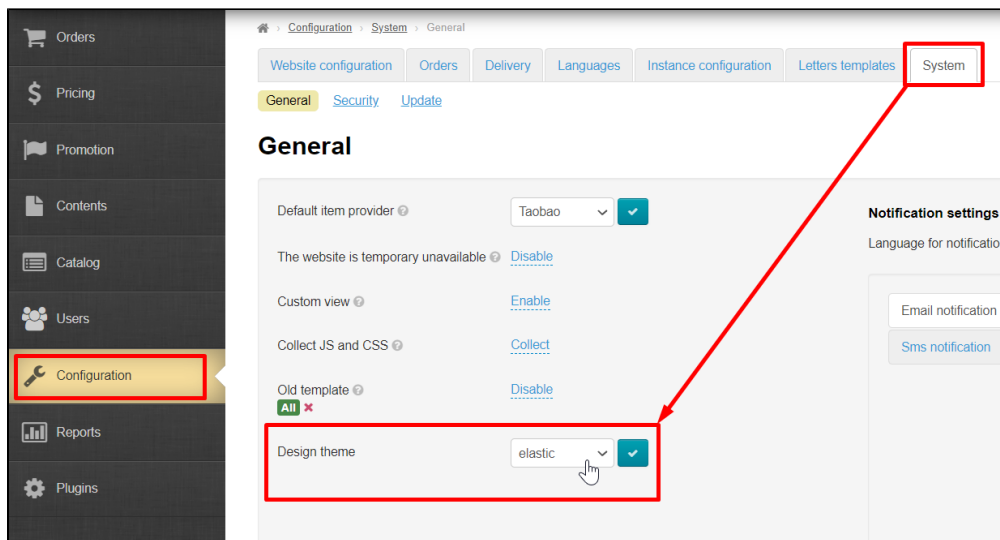 Orders
Pricing
Promotion
Contents
Catalog
Users
Configuration
Reports
Plugins
Configuration › System › General
Website configuration Orders Delivery Languages Instance configuration Letters templates System
General Security Update
General
Default item provider ? Taobao
The website is temporary unavailable ? Disable
Custom view ? Enable
Collect JS and CSS ? Collect
Old template ? Disable
All
Design theme elastic
Notification settings
Language for notificatio
Email notification
Sms notification